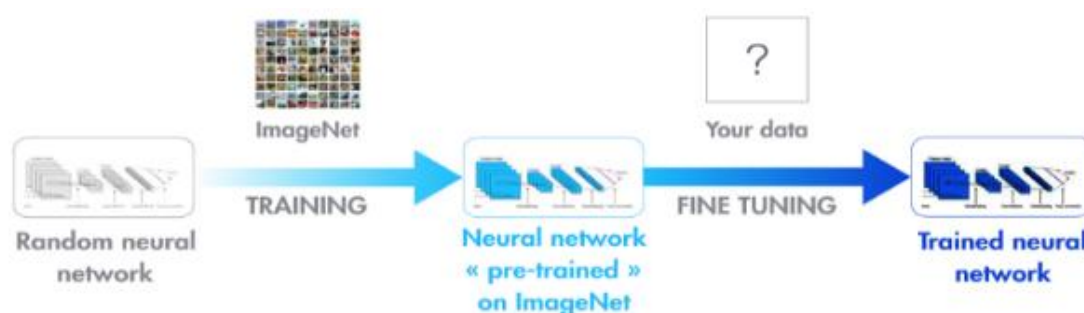 ?
ImageNet
Your data
TRAINING
FINE TUNING
Random neural
network
Neural network
« pre-trained »
on ImageNet
Trained neural
network